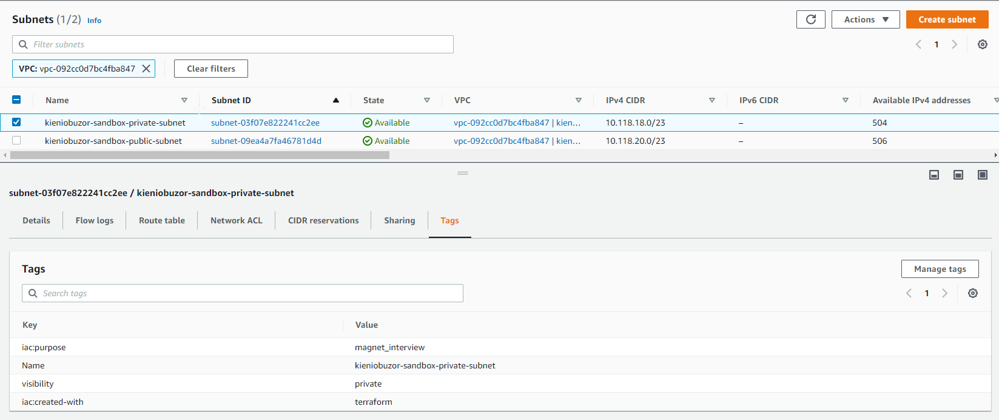 Subnets (1/2) Info
Actions
Create subnet
Filter subnets
1
VPC: vpc-092cc0d7bc4fba847
Clear filters
Name Subnet ID State VPC IPv4 CIDR IPv6 CIDR Available IPv4 addresses
kieniobuzor-sandbox-private-subnet subnet-03f07e822241cc2ee Available vpc-092cc0d7bc4fba847 | kien... 10.118.18.0/23 – 504
kieniobuzor-sandbox-public-subnet subnet-09ea4a7fa46781d4d Available vpc-092cc0d7bc4fba847 | kien... 10.118.20.0/23 – 506
subnet-03f07e822241cc2ee / kieniobuzor-sandbox-private-subnet
Details Flow logs Route table Network ACL CIDR reservations Sharing Tags
Tags
Manage tags
Search tags
1
Key Value
iac:purpose magnet_interview
Name kieniobuzor-sandbox-private-subnet
visibility private
iac:created-with terraform